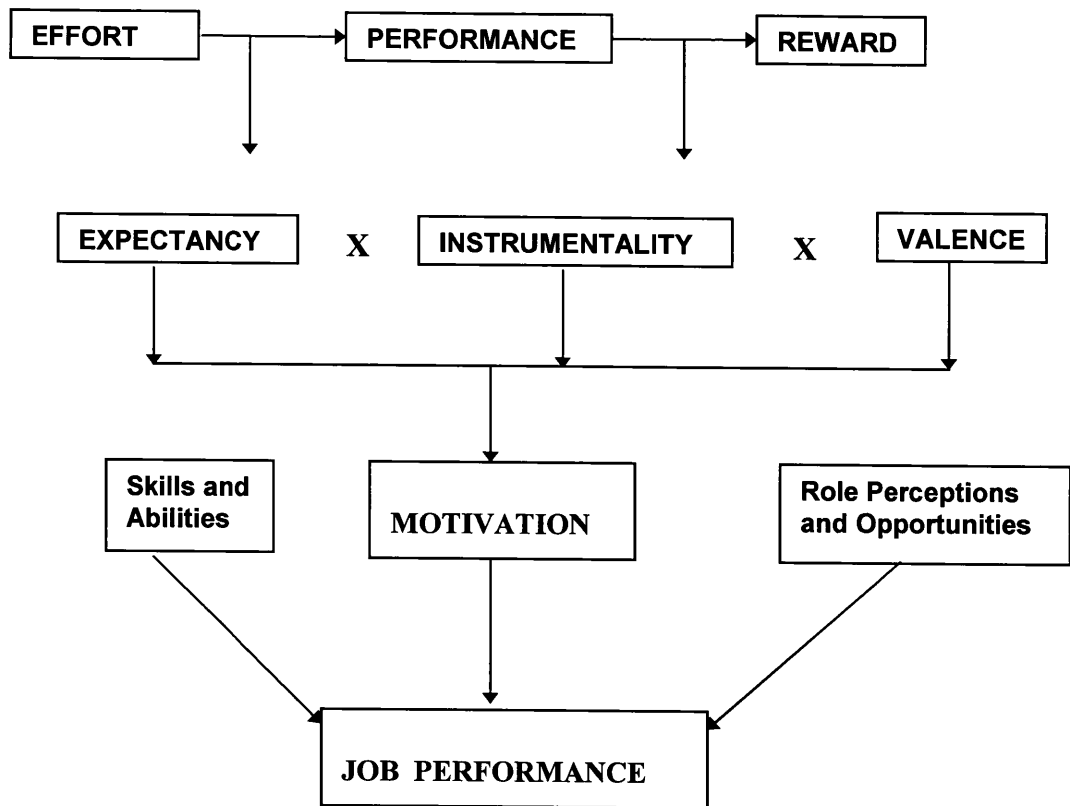 EFFORT
PERFORMANCE
REWARD
EXPECTANCY X INSTRUMENTALITY X VALENCE
Skills and
Abilities
MOTIVATION
Role Perceptions
and Opportunities
JOB PERFORMANCE